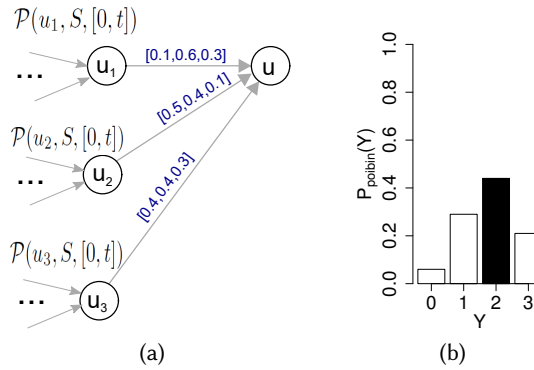 𝒫(u₁, S, [0, t])
... u₁ [0.1,0.6,0.3] u
𝒫(u₂, S, [0, t])
... u₂ [0.5,0.4,0.1]
𝒫(u₃, S, [0, t])
... u₃ [0.4,0.4,0.3]
(a)
P_poibin(Y)
1.0
0.8
0.6
0.4
0.2
0.0
0 1 2 3
Y
(b)